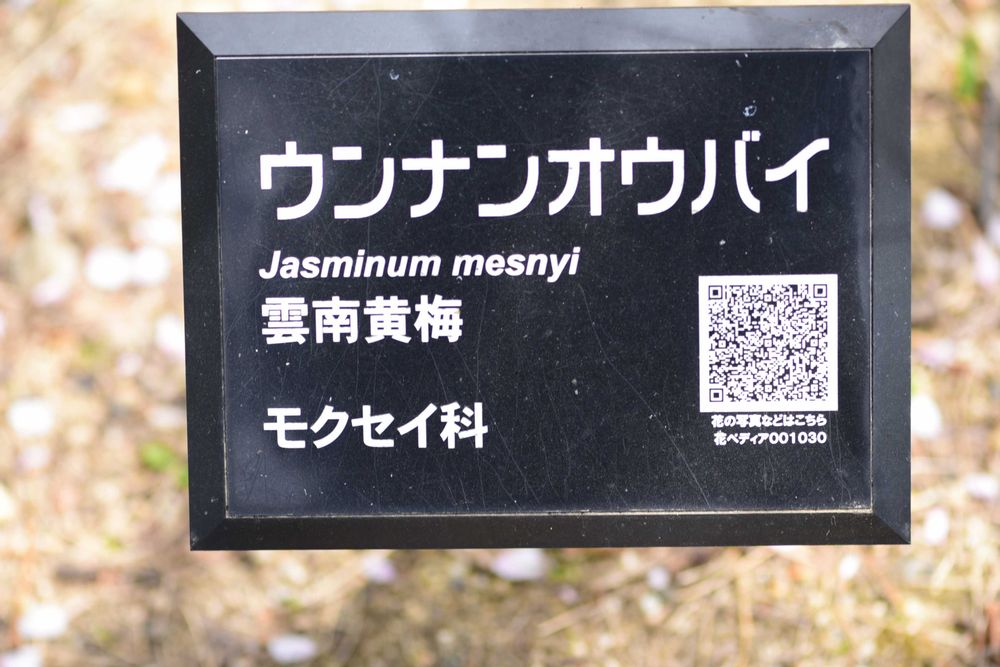 ウンナンオウバイ
Jasminum mesnyi
雲南黄梅
モクセイ科
花の写真などはこちら
花ペディア001030